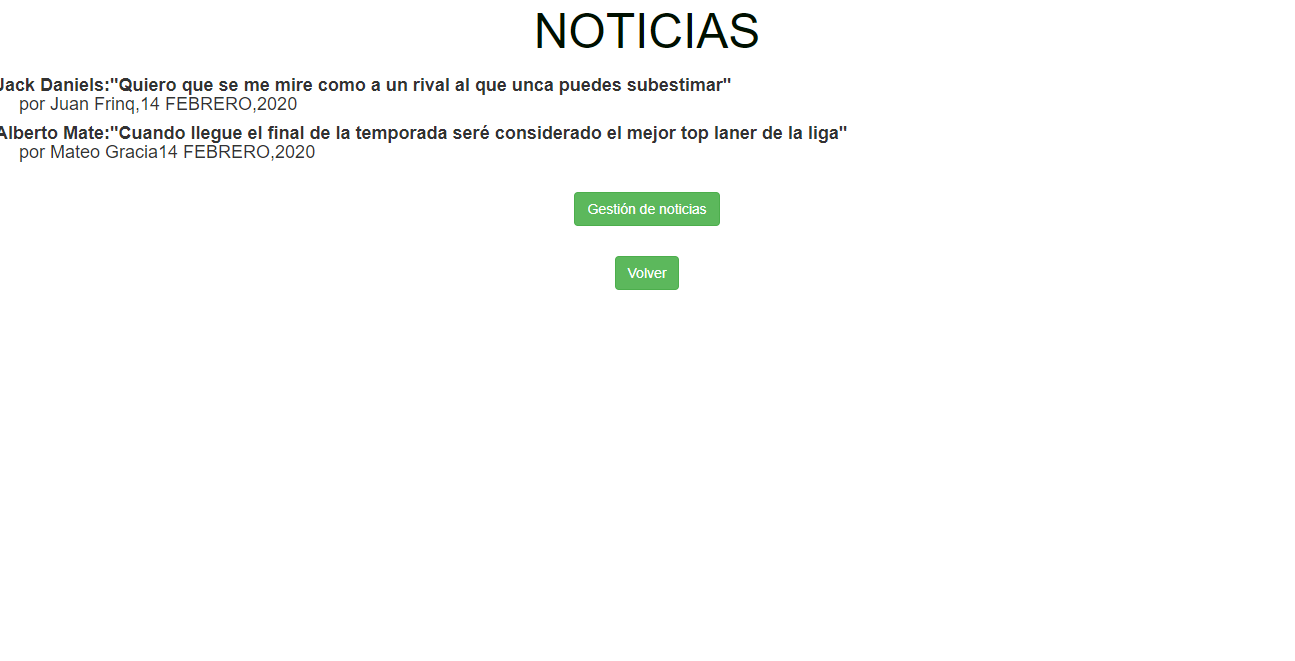 NOTICIAS
Jack Daniels:"Quiero que se me mire como a un rival al que unca puedes subestimar"
por Juan Frinq,14 FEBRERO,2020
Alberto Mate:"Cuando llegue el final de la temporada seré considerado el mejor top laner de la liga"
por Mateo Gracia14 FEBRERO,2020
Gestión de noticias
Volver